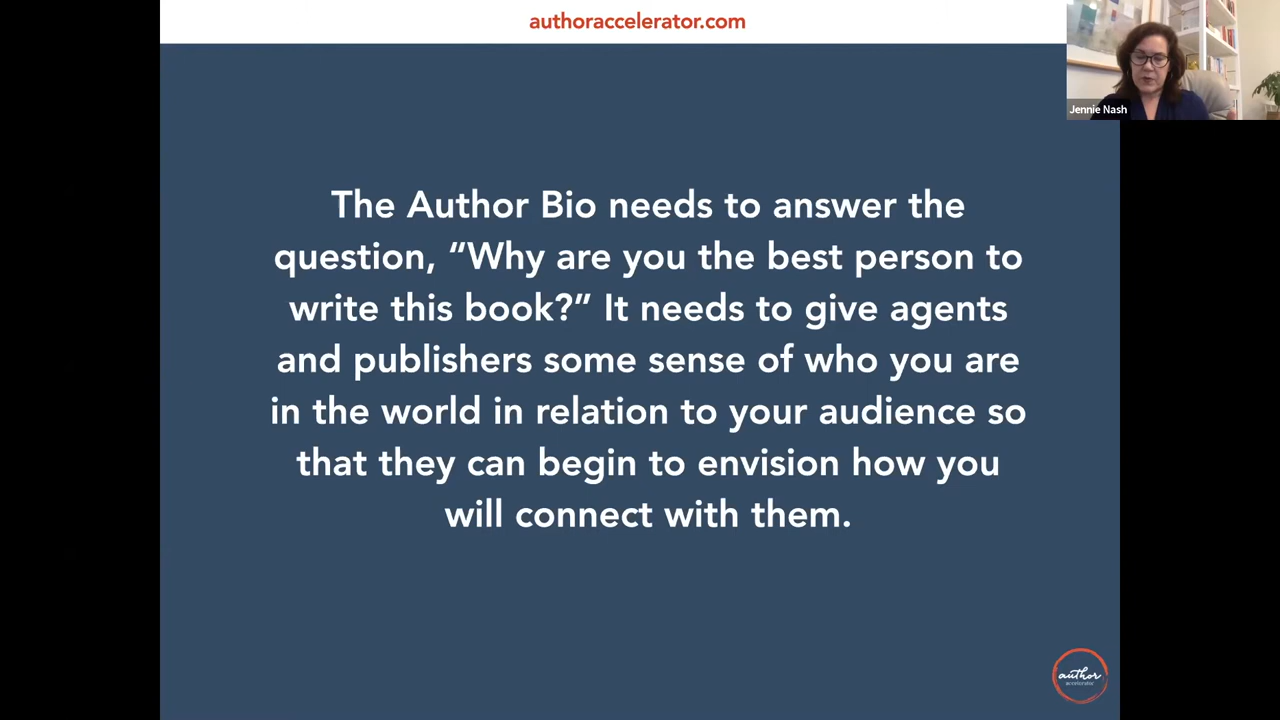 authoraccelerator.com
Jennie Nash
The Author Bio needs to answer the
question, “Why are you the best person to
write this book?” It needs to give agents
and publishers some sense of who you are
in the world in relation to your audience so
that they can begin to envision how you
will connect with them.
author
accelerator